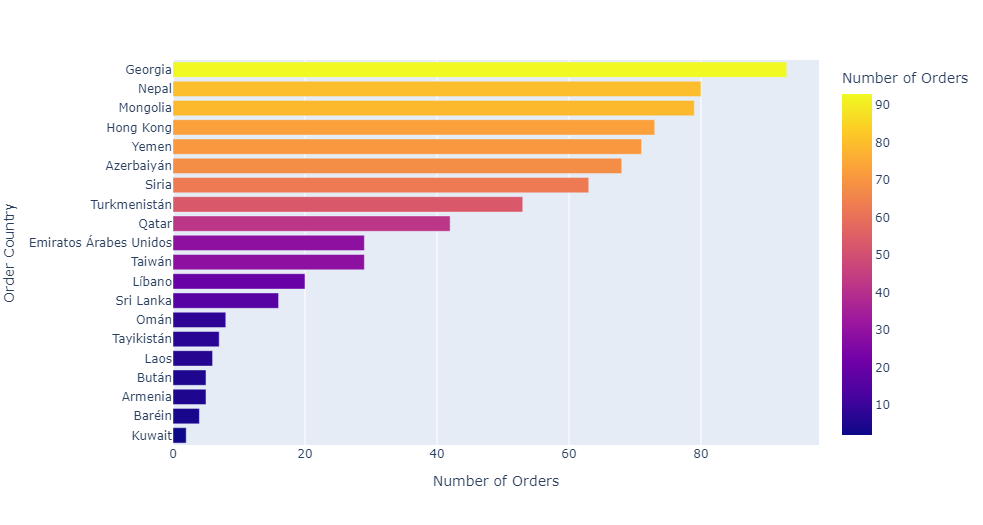 Georgia
Nepal
Mongolia
Hong Kong
Yemen
Azerbaiyán
Siria
Turkmenistán
Qatar
Emiratos Árabes Unidos
Taiwán
Líbano
Sri Lanka
Omán
Tayikistán
Laos
Bután
Armenia
Baréin
Kuwait
Order Country
0 20 40 60 80
Number of Orders
Number of Orders
90
80
70
60
50
40
30
20
10